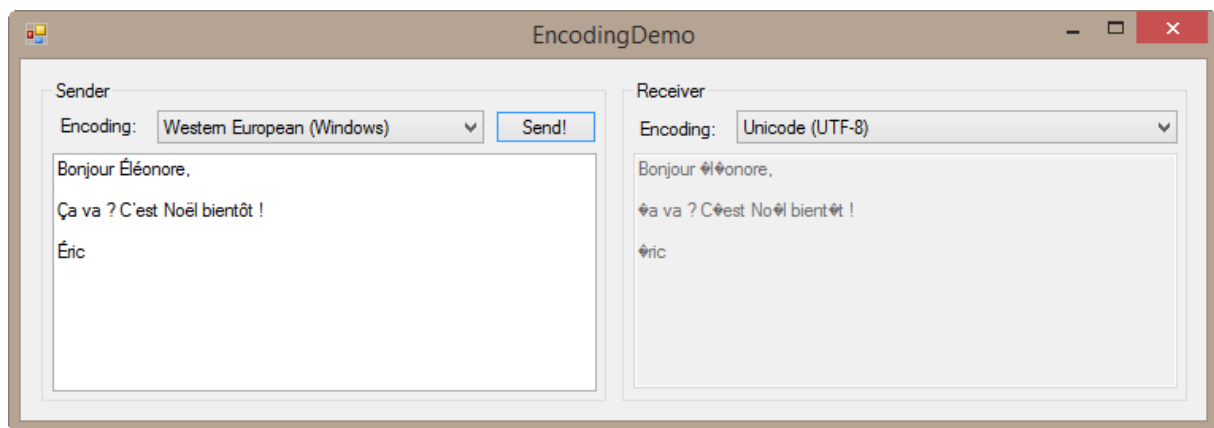 EncodingDemo
Sender
Encoding: Western European (Windows) Send!
Bonjour Éléonore,
Ça va ? C’est Noël bientôt !
Éric
Receiver
Encoding: Unicode (UTF-8)
Bonjour �l�onore,
�a va ? C�est No�l bient�t !
�ric